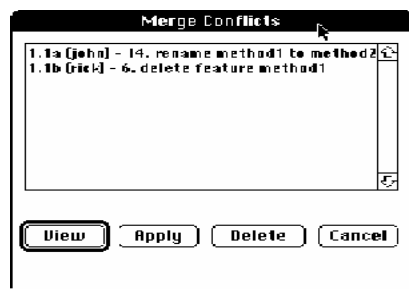 Merge Conflicts
1.1a (john) - 14. rename method1 to method2
1.1b (rick) - 6. delete feature method1
View Apply Delete Cancel